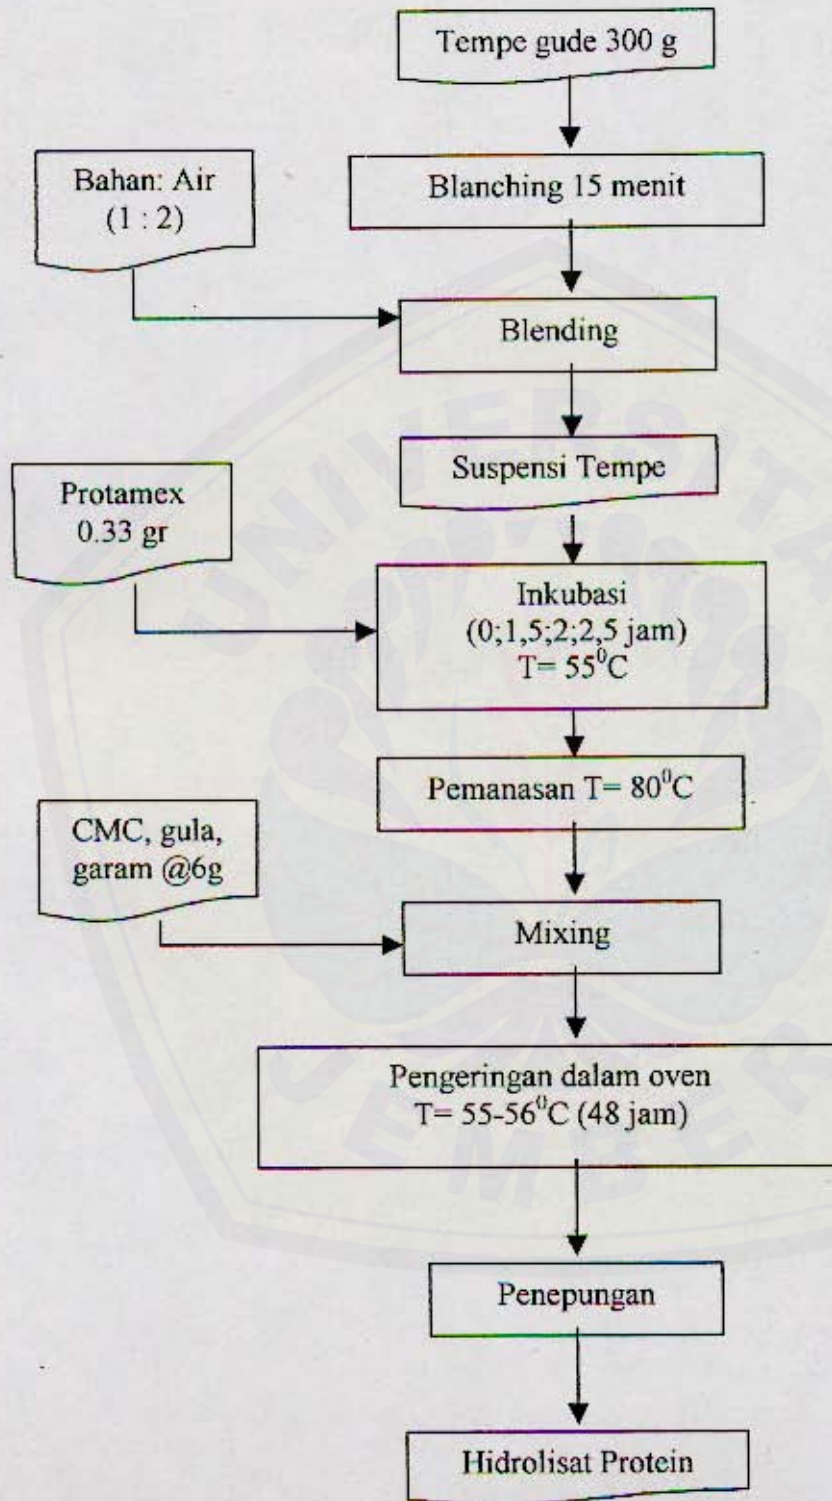 Tempe gude 300 g
Bahan: Air
(1 : 2)
Blanching 15 menit
Blending
Suspensi Tempe
Protamex
0.33 gr
Inkubasi
(0;1,5;2;2,5 jam)
T= 55⁰C
Pemanasan T= 80⁰C
CMC, gula,
garam @6g
Mixing
Pengeringan dalam oven
T= 55-56⁰C (48 jam)
Penepungan
Hidrolisat Protein
UNIVERSITA
JEMBER